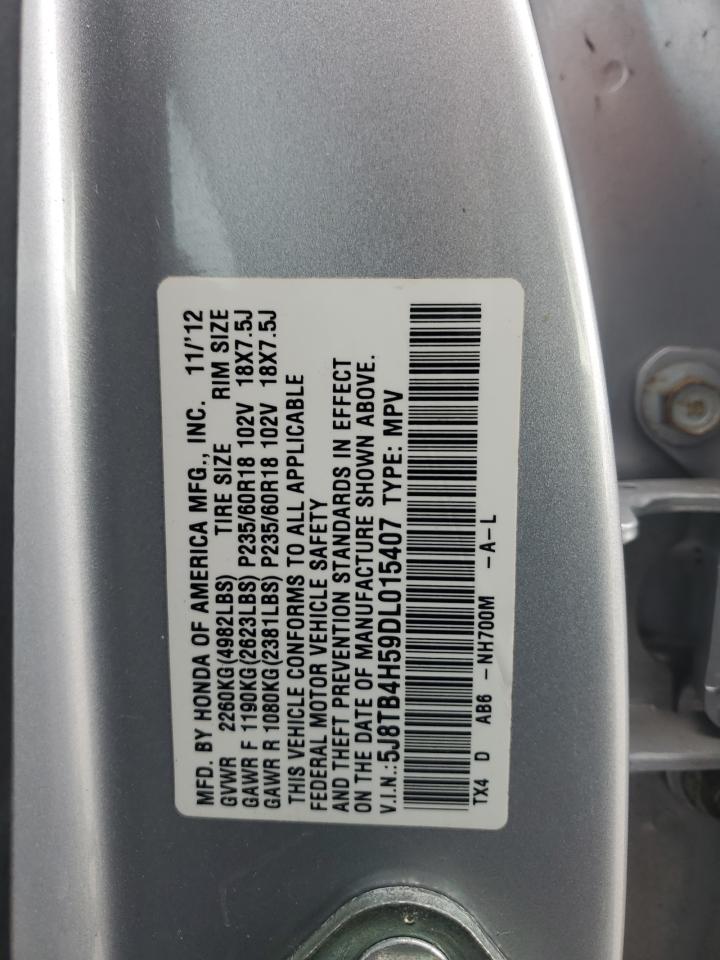 MFD. BY HONDA OF AMERICA MFG., INC. 11/'12
GVWR 2260KG(4982LBS) TIRE SIZE RIM SIZE
GAWR F 1190KG(2623LBS) P235/60R18 102V 18X7.5J
GAWR R 1080KG(2381LBS) P235/60R18 102V 18X7.5J
THIS VEHICLE CONFORMS TO ALL APPLICABLE
FEDERAL MOTOR VEHICLE SAFETY
AND THEFT PREVENTION STANDARDS IN EFFECT
ON THE DATE OF MANUFACTURE SHOWN ABOVE.
V.I.N.:5J8TB4H59DL015407 TYPE: MPV
TX4 D AB6 -NH700M -A-L